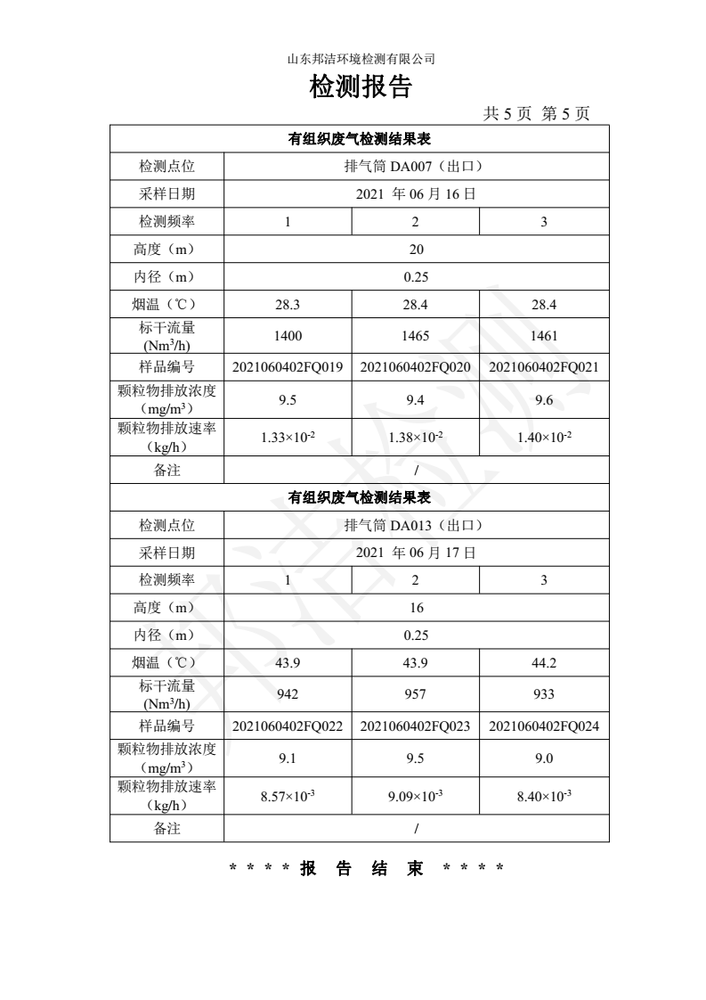 山东邦洁环境检测有限公司
检测报告
共 5 页 第 5 页
有组织废气检测结果表
检测点位 排气筒 DA007（出口）
采样日期 2021 年 06 月 16 日
检测频率 1 2 3
高度（m） 20
内径（m） 0.25
烟温（℃） 28.3 28.4 28.4
标干流量
(Nm³/h) 1400 1465 1461
样品编号 2021060402FQ019 2021060402FQ020 2021060402FQ021
颗粒物排放浓度
（mg/m³） 9.5 9.4 9.6
颗粒物排放速率
（kg/h） 1.33×10⁻² 1.38×10⁻² 1.40×10⁻²
备注 /
有组织废气检测结果表
检测点位 排气筒 DA013（出口）
采样日期 2021 年 06 月 17 日
检测频率 1 2 3
高度（m） 16
内径（m） 0.25
烟温（℃） 43.9 43.9 44.2
标干流量
(Nm³/h) 942 957 933
样品编号 2021060402FQ022 2021060402FQ023 2021060402FQ024
颗粒物排放浓度
（mg/m³） 9.1 9.5 9.0
颗粒物排放速率
（kg/h） 8.57×10⁻³ 9.09×10⁻³ 8.40×10⁻³
备注 /
* * * * 报 告 结 束 * * * *
邦洁检测